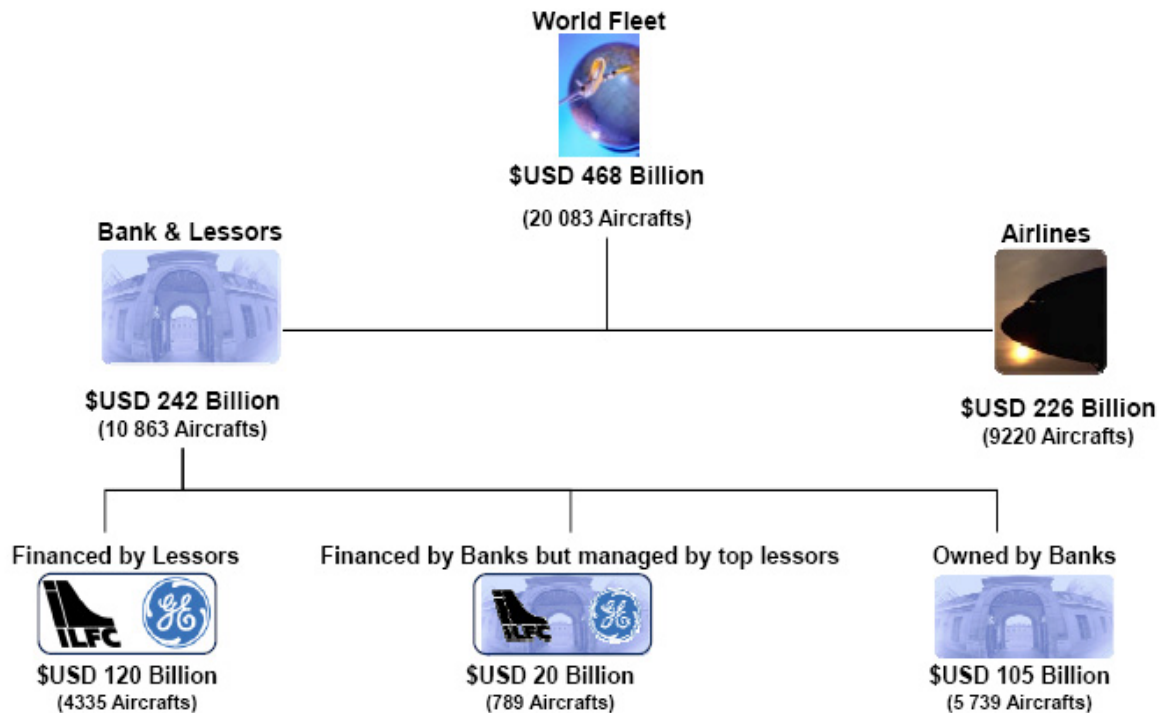 World Fleet
$USD 468 Billion
(20 083 Aircrafts)
Bank & Lessors
Airlines
$USD 242 Billion
(10 863 Aircrafts)
$USD 226 Billion
(9220 Aircrafts)
Financed by Lessors
Financed by Banks but managed by top lessors
Owned by Banks
ILFC
GE
ILFC
GE
$USD 120 Billion
(4335 Aircrafts)
$USD 20 Billion
(789 Aircrafts)
$USD 105 Billion
(5 739 Aircrafts)